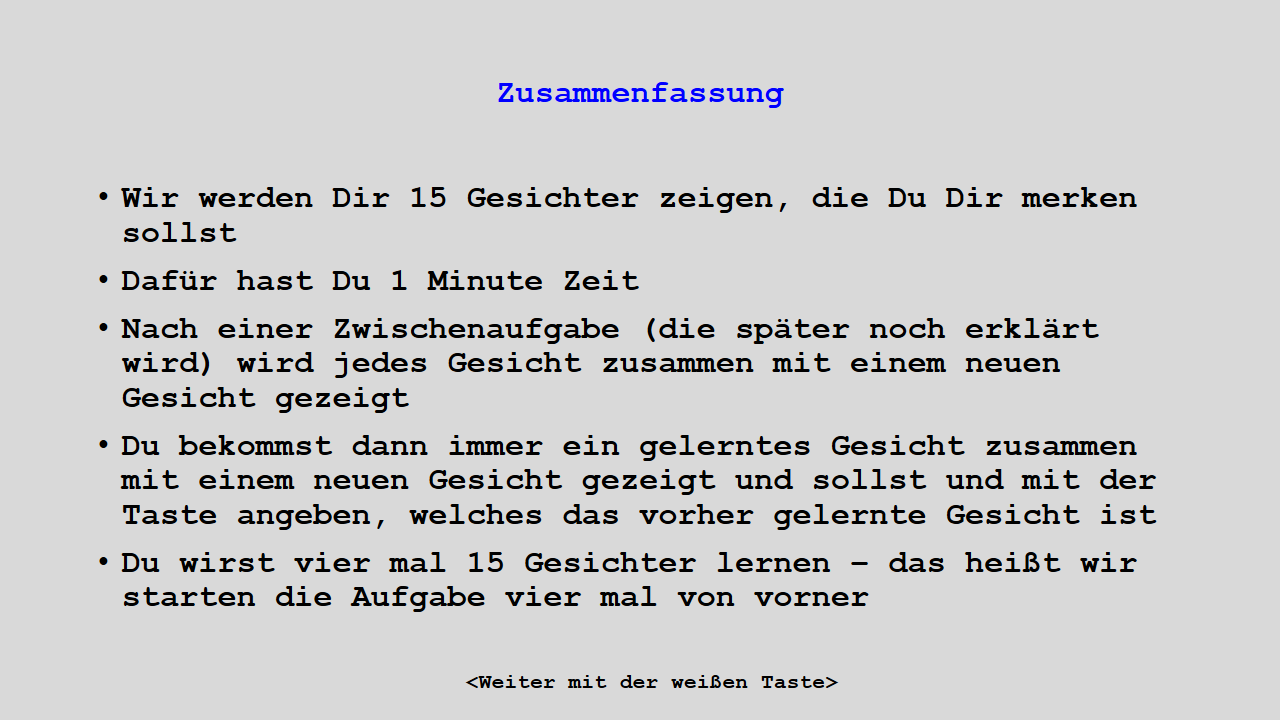 Zusammenfassung
• Wir werden Dir 15 Gesichter zeigen, die Du Dir merken
sollst
• Dafür hast Du 1 Minute Zeit
• Nach einer Zwischenaufgabe (die später noch erklärt
wird) wird jedes Gesicht zusammen mit einem neuen
Gesicht gezeigt
• Du bekommst dann immer ein gelerntes Gesicht zusammen
mit einem neuen Gesicht gezeigt und sollst und mit der
Taste angeben, welches das vorher gelernte Gesicht ist
• Du wirst vier mal 15 Gesichter lernen – das heißt wir
starten die Aufgabe vier mal von vorner
<Weiter mit der weißen Taste>